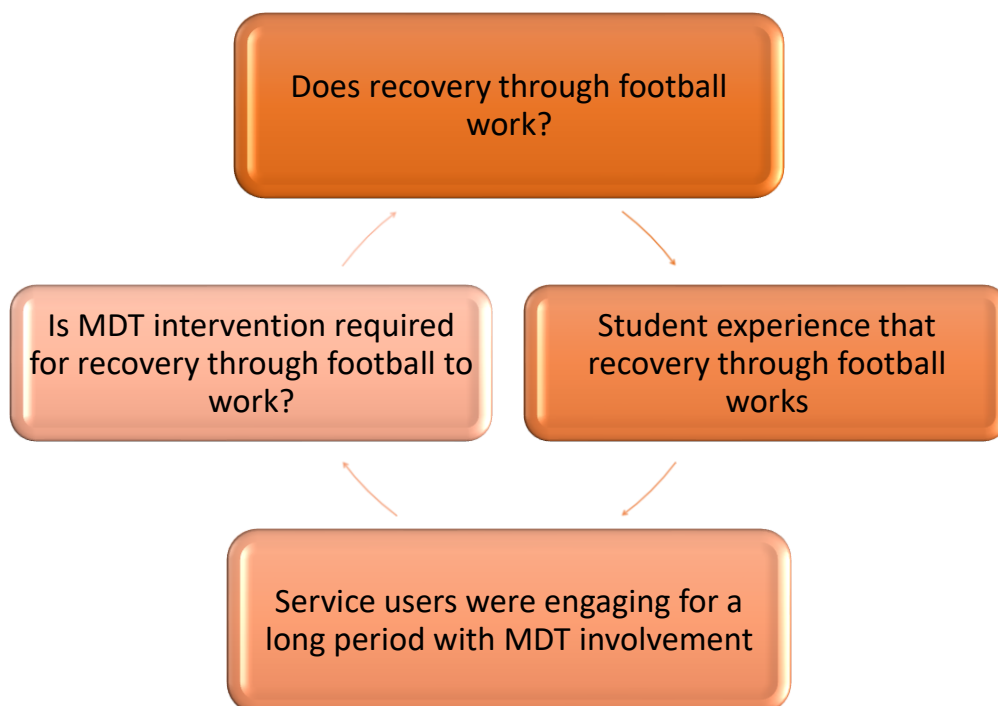 Does recovery through football
work?
Is MDT intervention required
for recovery through football to
work?
Student experience that
recovery through football
works
Service users were engaging for a
long period with MDT involvement